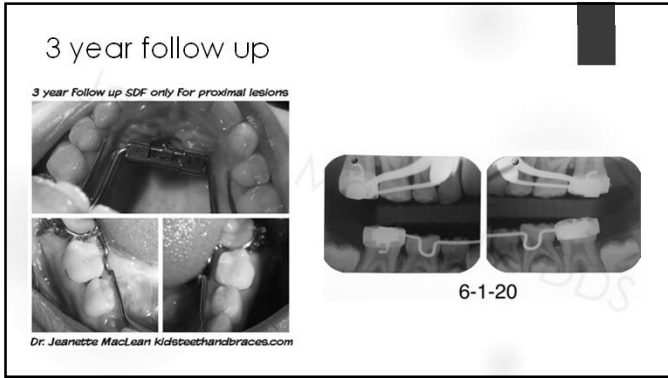 3 year follow up
3 year Follow up SDF only For proximal lesions
Dr. Jeanette MacLean kidsteethandbraces.com
6-1-20
DDS